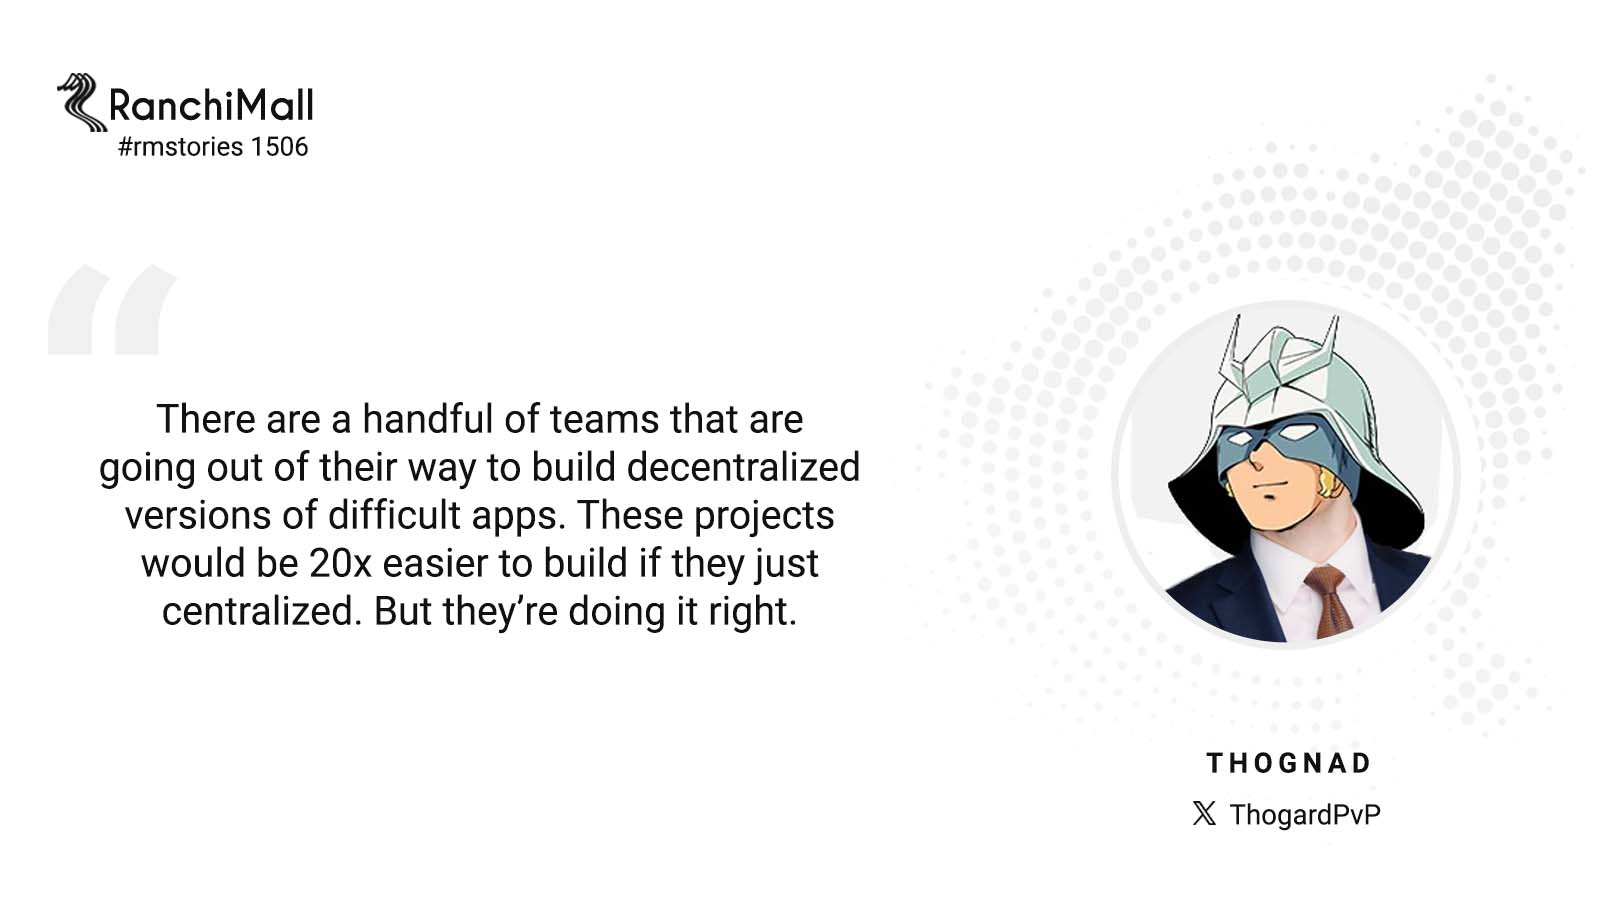 RanchiMall
#rmstories 1506
“
There are a handful of teams that are
going out of their way to build decentralized
versions of difficult apps. These projects
would be 20x easier to build if they just
centralized. But they’re doing it right.
THOGNAD
𝕏 ThogardPvP